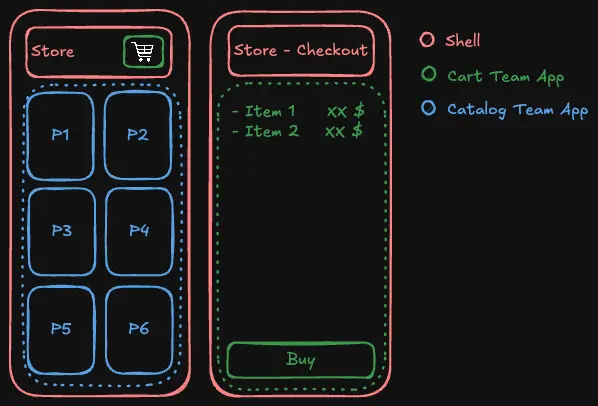 Store
P1
P2
P3
P4
P5
P6
Store - Checkout
- Item 1 xx $
- Item 2 xx $
Buy
Shell
Cart Team App
Catalog Team App